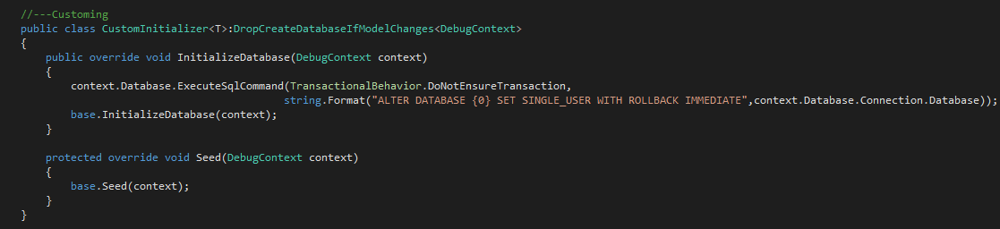 //---Customing
public class CustomInitializer<T>:DropCreateDatabaseIfModelChanges<DebugContext>
{
    public override void InitializeDatabase(DebugContext context)
    {
        context.Database.ExecuteSqlCommand(TransactionalBehavior.DoNotEnsureTransaction,
                                          string.Format("ALTER DATABASE {0} SET SINGLE_USER WITH ROLLBACK IMMEDIATE",context.Database.Connection.Database));
        base.InitializeDatabase(context);
    }

    protected override void Seed(DebugContext context)
    {
        base.Seed(context);
    }
}